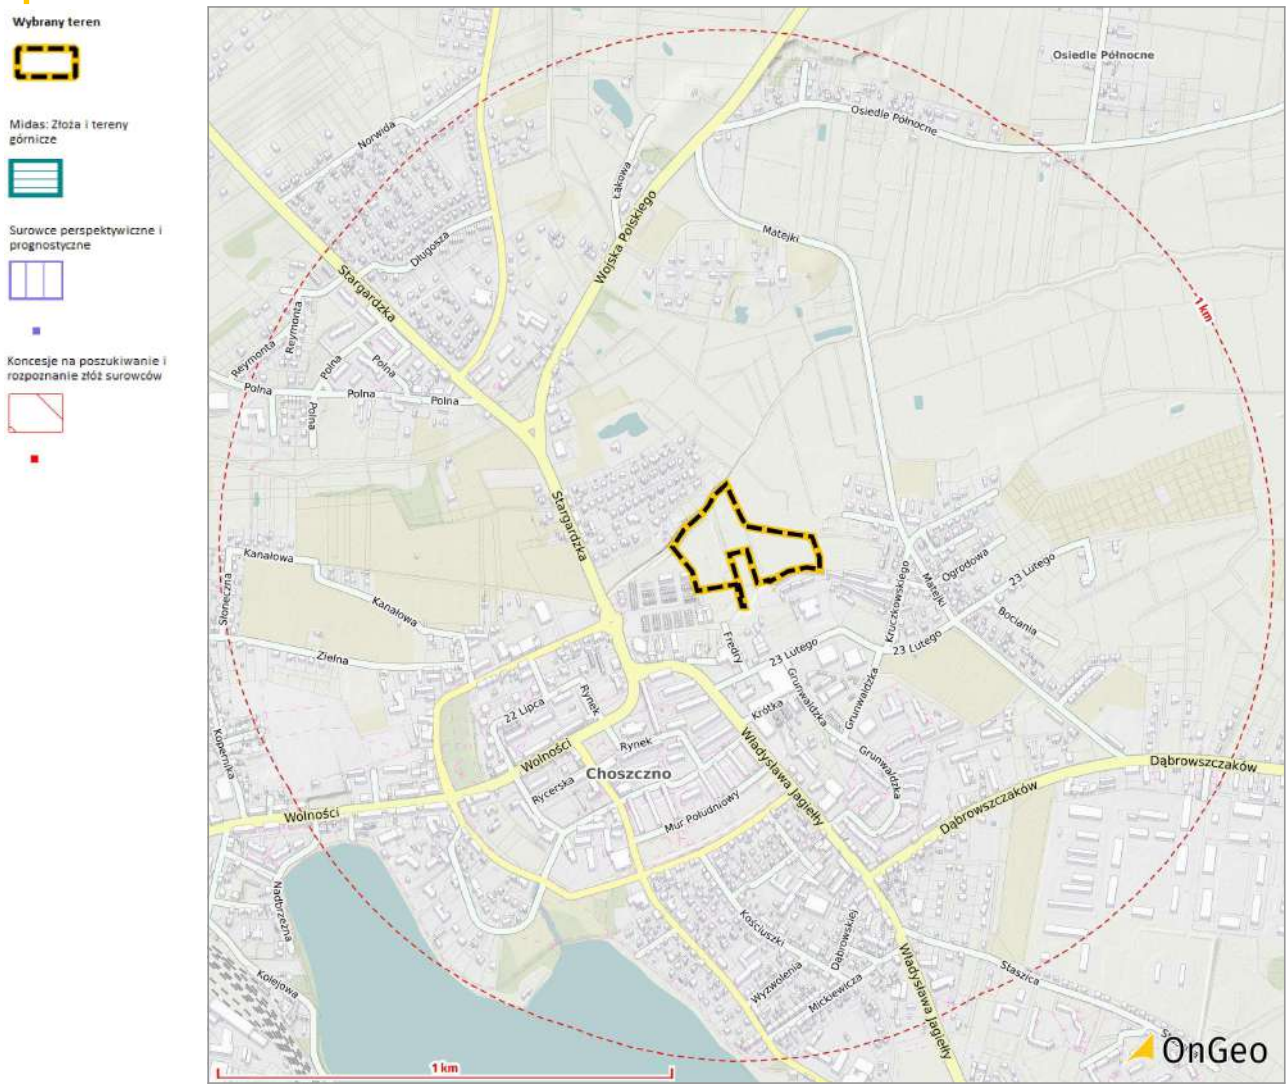 Wybrany teren
Midas: Złoża i tereny
górnicze
Surowce perspektywiczne i
prognostyczne
Koncesje na poszukiwanie i
rozpoznanie złóż surowców
Osiedle Północne
Osiedle Północne
Norwida
Łąkowa
Wojska Polskiego
Matejki
Długosza
Stargardzka
1 km
Reymonta
Reymonta
Polna
Polna
Polna
Polna
Polna
Polna
Stargardzka
Kanałowa
Słoneczna
Kanałowa
Zielna
Kruczkowskiego
Matejki
Ogrodowa
23 Lutego
Bociania
Fredry
23 Lutego
23 Lutego
Grunwaldzka
Grunwaldzka
Krótka
22 Lipca
Rynek
Rynek
Wolności
Kopernika
Choszczno
Rycerska
Władysława Jagiełły
Grunwaldzka
Dąbrowszczaków
Dąbrowszczaków
Mur Południowy
Wolności
Nadbrzeżna
Kolejowa
Kościuszki
Dąbrowskiej
Wyzwolenia
Mickiewicza
Władysława Jagiełły
Staszica
1 km
OnGeo